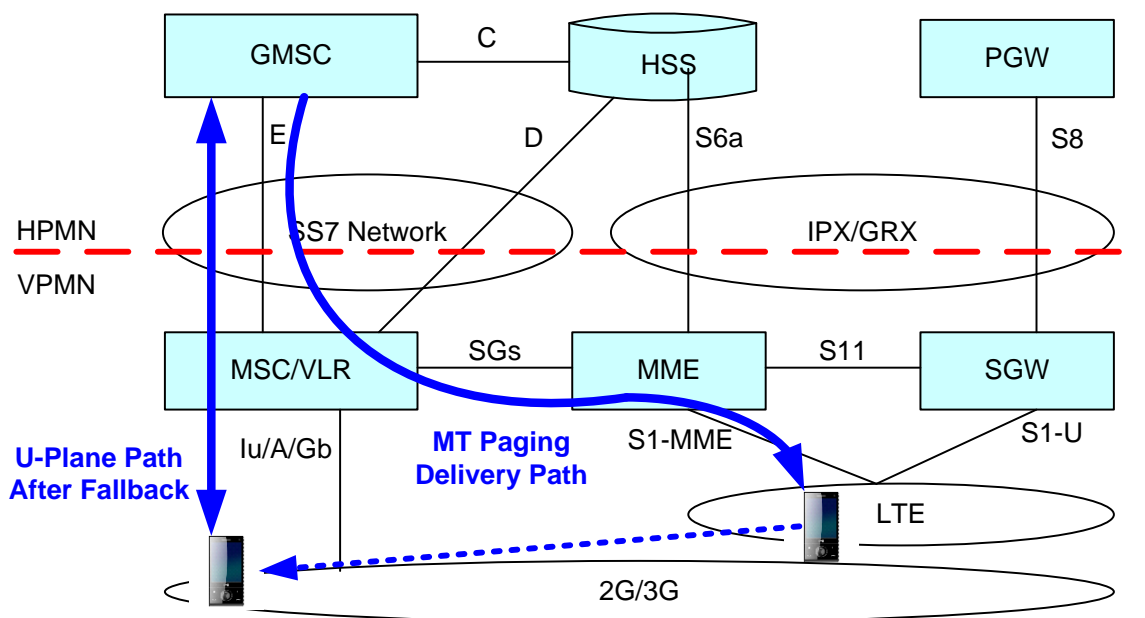 GMSC
C
HSS
PGW
E
D
S6a
S8
HPMN
SS7 Network
IPX/GRX
VPMN
MSC/VLR
SGs
MME
S11
SGW
U-Plane Path
After Fallback
Iu/A/Gb
MT Paging
Delivery Path
S1-MME
S1-U
LTE
2G/3G